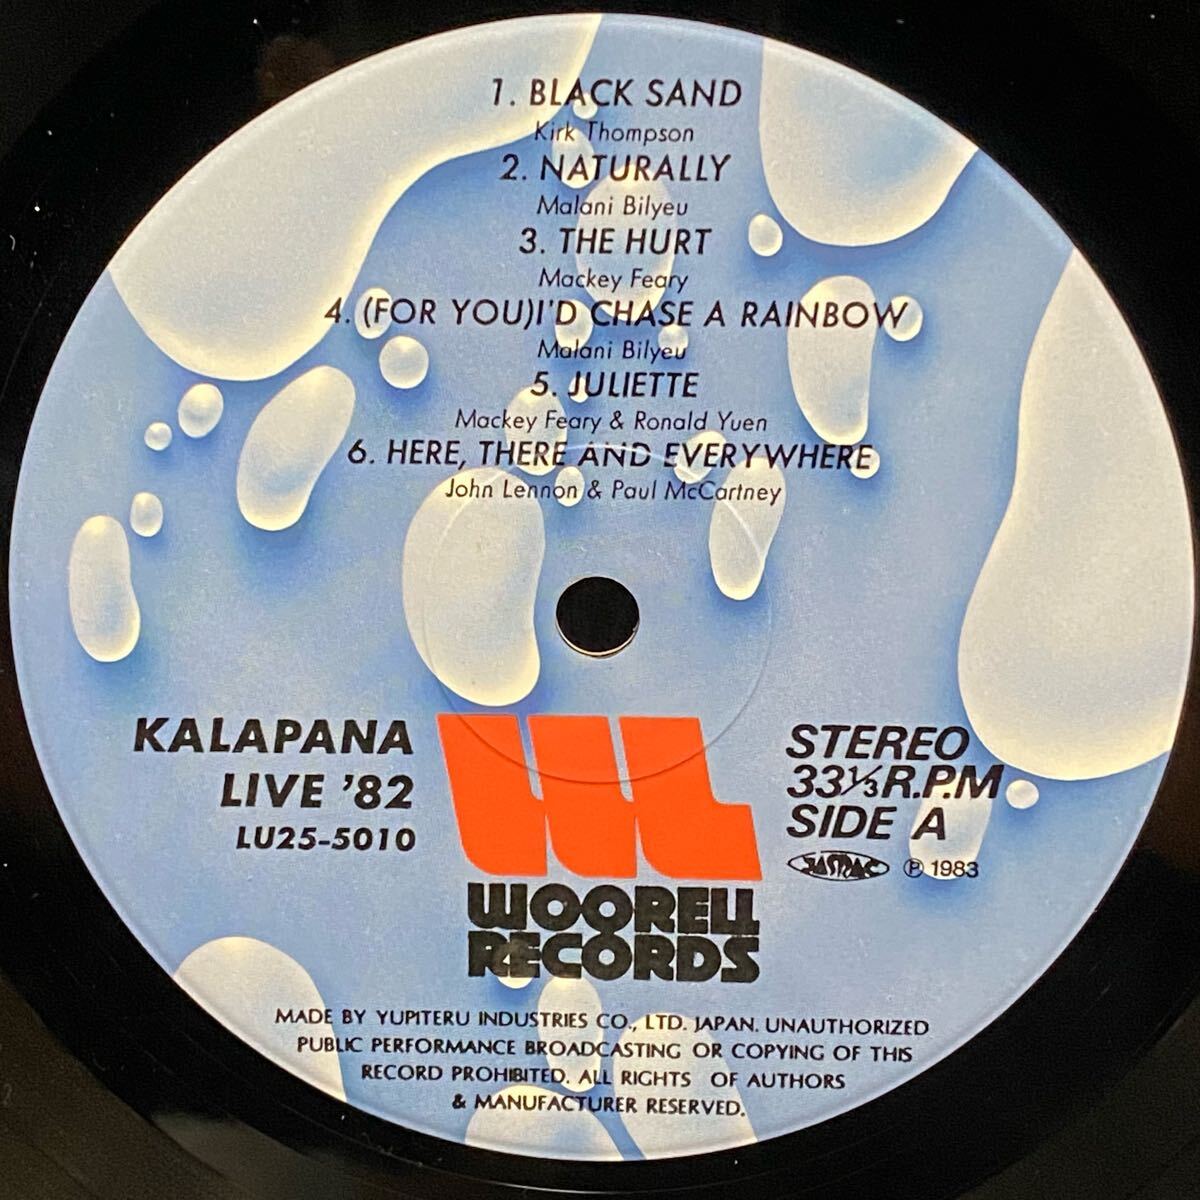 1. BLACK SAND
Kirk Thompson
2. NATURALLY
Malani Bilyeu
3. THE HURT
Mackey Feary
4. (FOR YOU)I'D CHASE A RAINBOW
Malani Bilyeu
5. JULIETTE
Mackey Feary & Ronald Yuen
6. HERE, THERE AND EVERYWHERE
John Lennon & Paul McCartney
KALAPANA
LIVE '82
LU25-5010
WOORELL
RECORDS
STEREO
33⅓R.P.M
SIDE A
JASRAC ℗ 1983
MADE BY YUPITERU INDUSTRIES CO., LTD. JAPAN. UNAUTHORIZED
PUBLIC PERFORMANCE BROADCASTING OR COPYING OF THIS
RECORD PROHIBITED. ALL RIGHTS OF AUTHORS
& MANUFACTURER RESERVED.